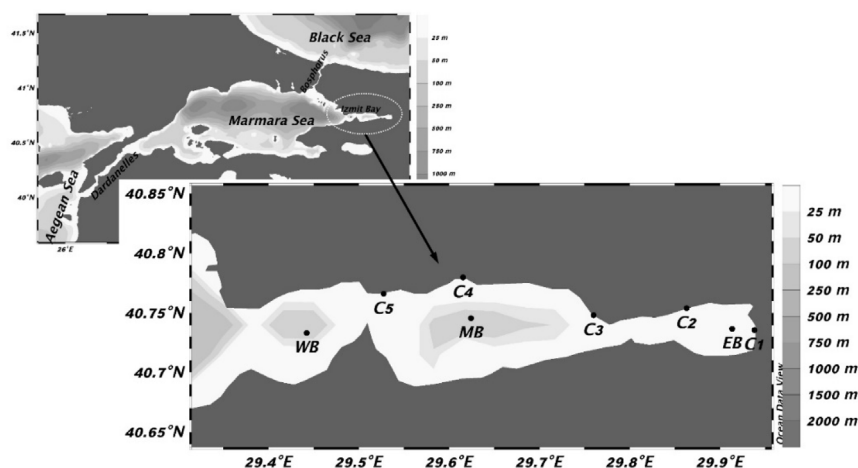 41.5°N
41°N
40.5°N
40°N
26°E
Black Sea
Bosphorus
Izmit Bay
Marmara Sea
Dardanelles
Aegean Sea
25 m
50 m
100 m
250 m
500 m
750 m
1000 m
40.85°N
40.8°N
40.75°N
40.7°N
40.65°N
C4
C5
MB
C3
C2
WB
EB
C1
29.4°E
29.5°E
29.6°E
29.7°E
29.8°E
29.9°E
Ocean Data View
25 m
50 m
100 m
250 m
500 m
750 m
1000 m
1500 m
2000 m